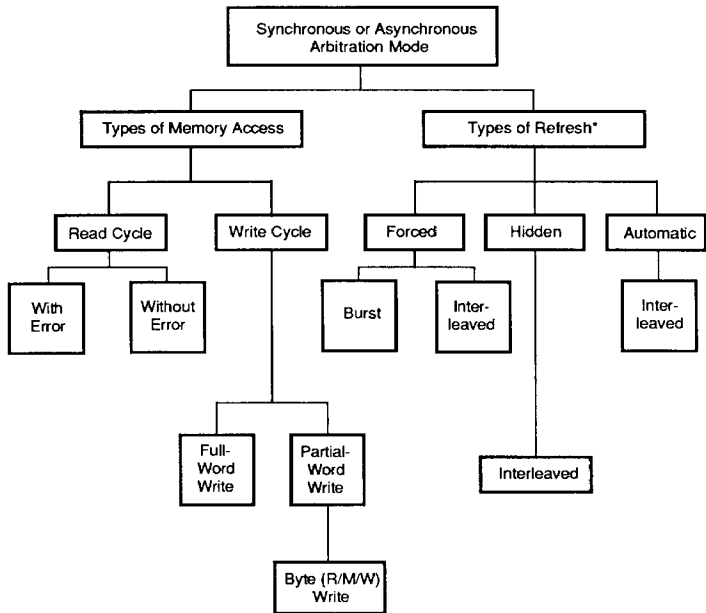 Synchronous or Asynchronous
Arbitration Mode
Types of Memory Access
Types of Refresh*
Read Cycle
Write Cycle
Forced
Hidden
Automatic
With
Error
Without
Error
Burst
Inter-
leaved
Inter-
leaved
Full-
Word
Write
Partial-
Word
Write
Interleaved
Byte (R/M/W)
Write